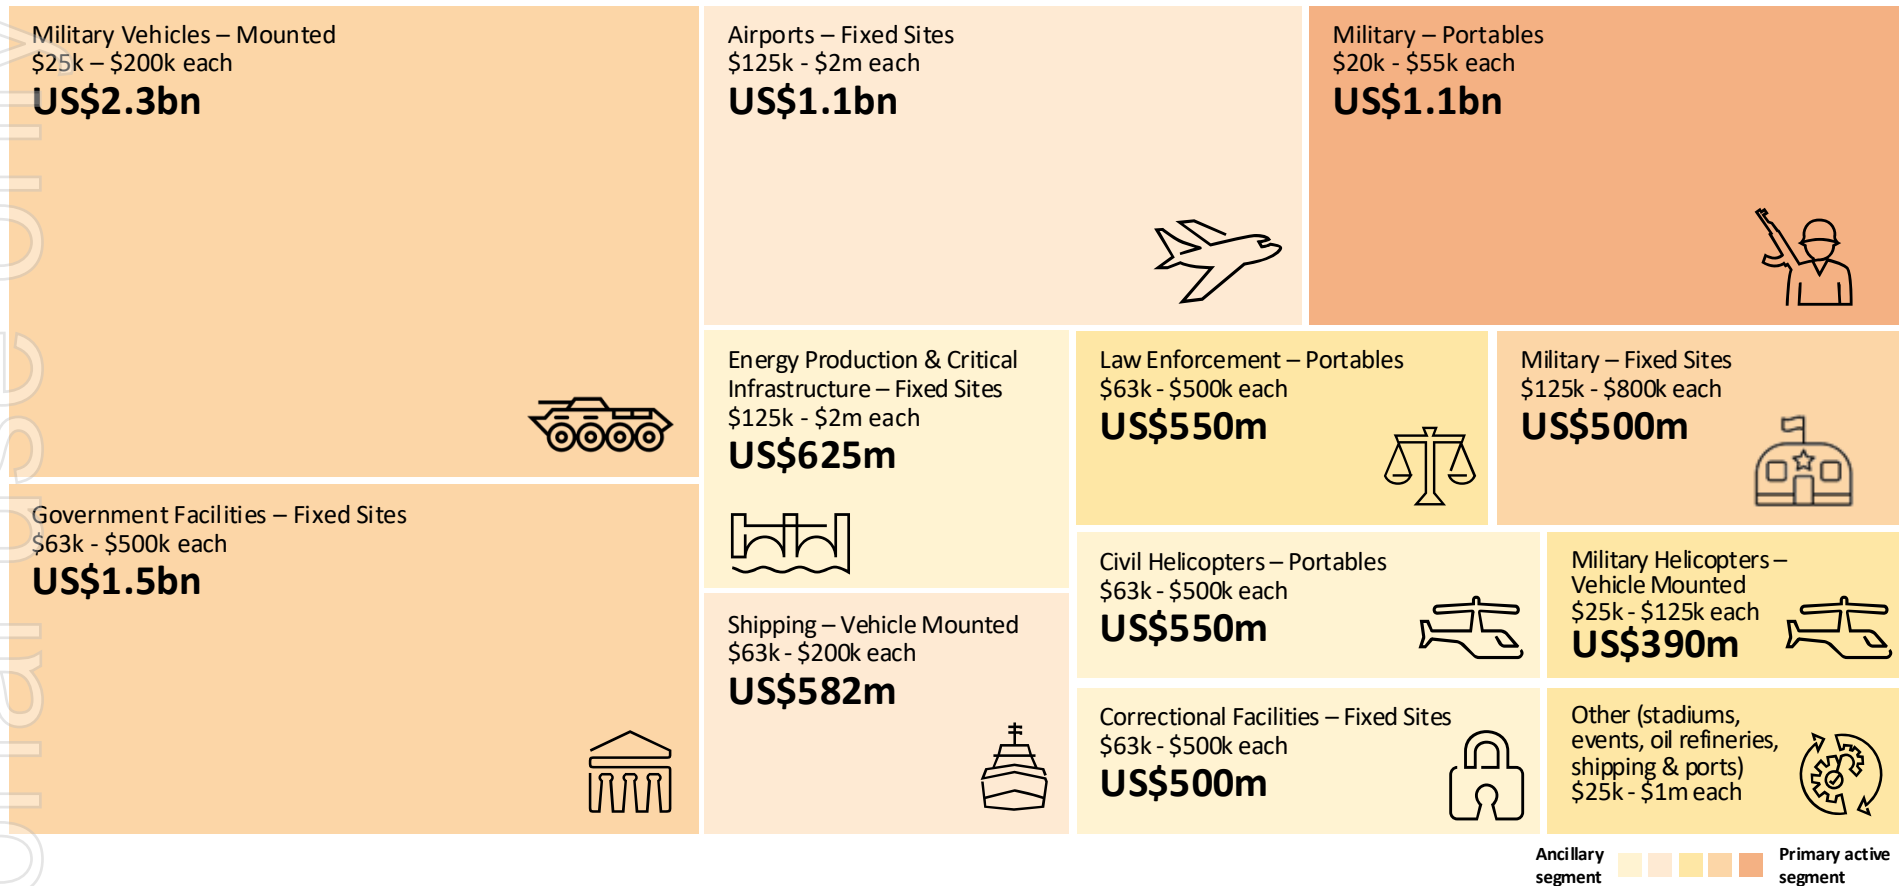 Military Vehicles – Mounted
$25k – $200k each
US$2.3bn
Airports – Fixed Sites
$125k - $2m each
US$1.1bn
Military – Portables
$20k - $55k each
US$1.1bn
Energy Production & Critical
Infrastructure – Fixed Sites
$125k - $2m each
US$625m
Law Enforcement – Portables
$63k - $500k each
US$550m
Military – Fixed Sites
$125k - $800k each
US$500m
Government Facilities – Fixed Sites
$63k - $500k each
US$1.5bn
Civil Helicopters – Portables
$63k - $500k each
US$550m
Military Helicopters –
Vehicle Mounted
$25k - $125k each
US$390m
Shipping – Vehicle Mounted
$63k - $200k each
US$582m
Correctional Facilities – Fixed Sites
$63k - $500k each
US$500m
Other (stadiums,
events, oil refineries,
shipping & ports)
$25k - $1m each
Ancillary
segment
Primary active
segment
use only